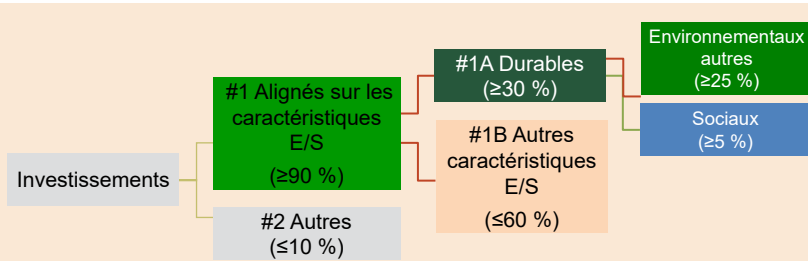 Investissements
#1 Alignés sur les
caractéristiques
E/S
(≥90 %)
#2 Autres
(≤10 %)
#1A Durables
(≥30 %)
#1B Autres
caractéristiques
E/S
(≤60 %)
Environnementaux
autres
(≥25 %)
Sociaux
(≥5 %)